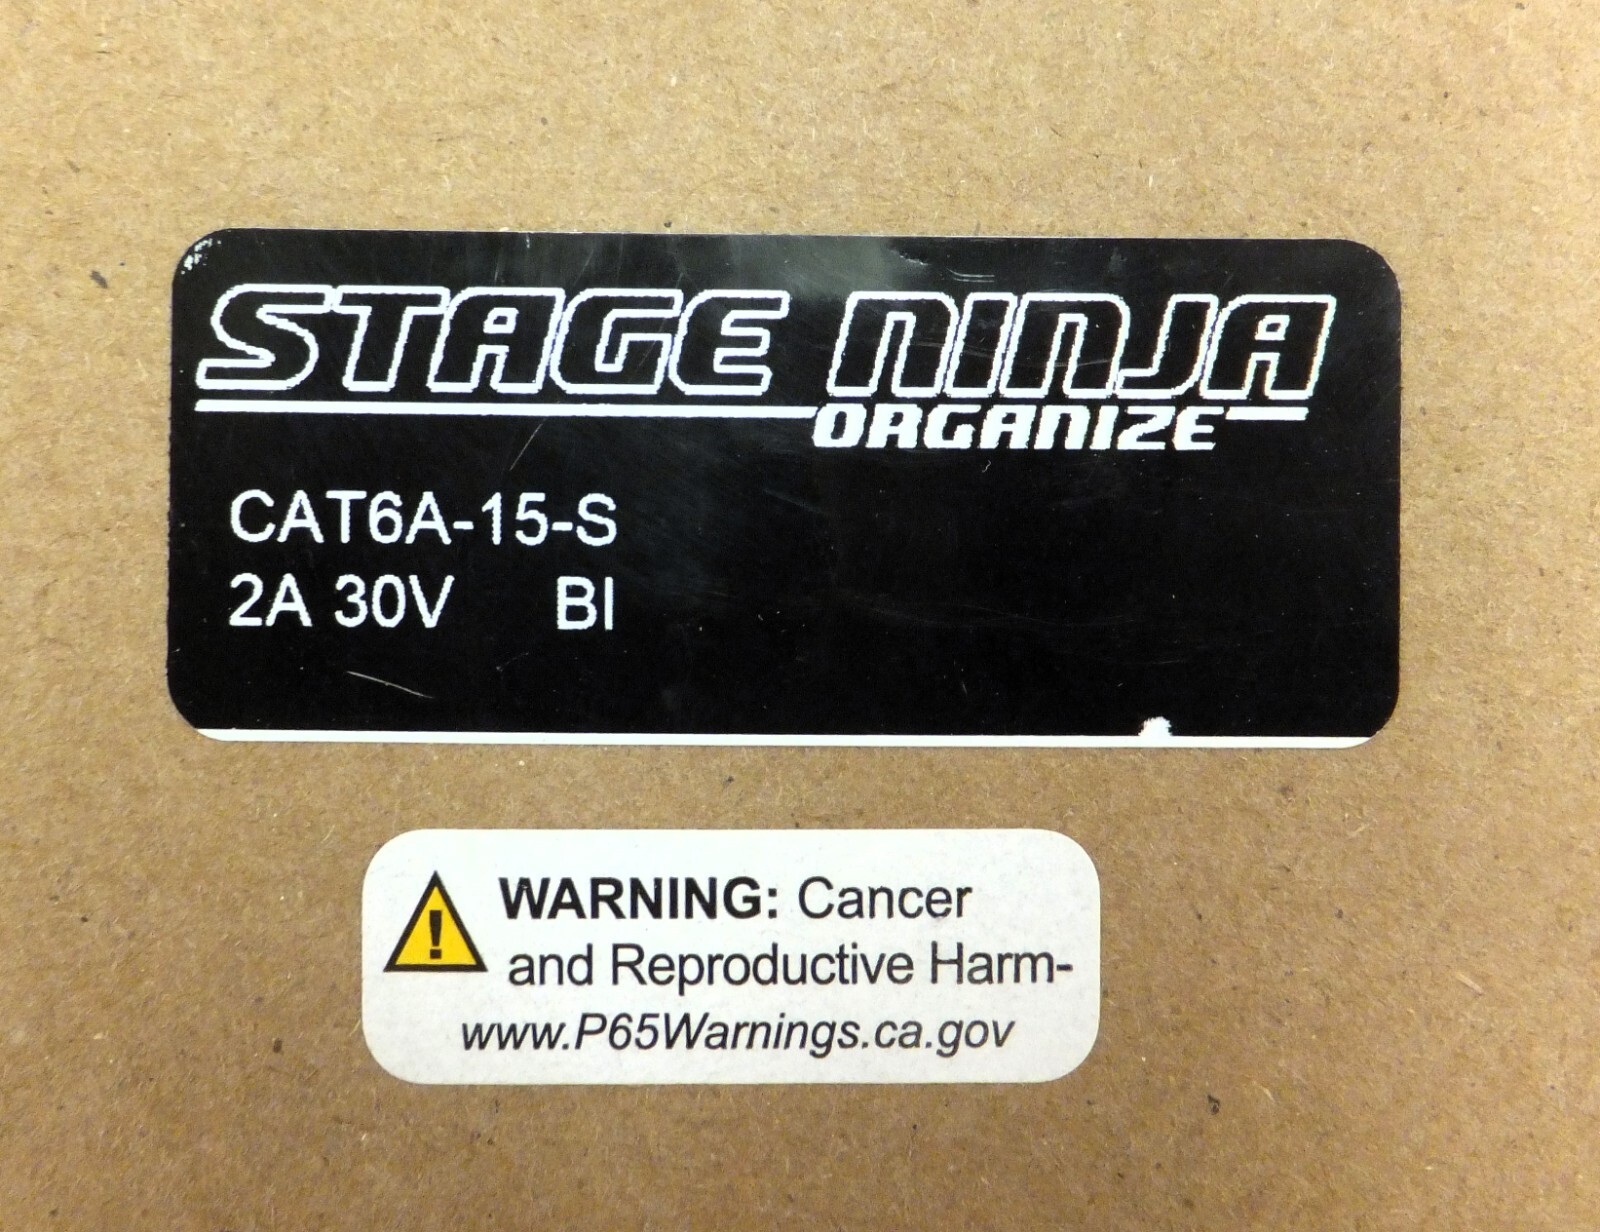 STAGE NINJA
ORGANIZE
CAT6A-15-S
2A 30V BI
WARNING: Cancer
and Reproductive Harm-
www.P65Warnings.ca.gov